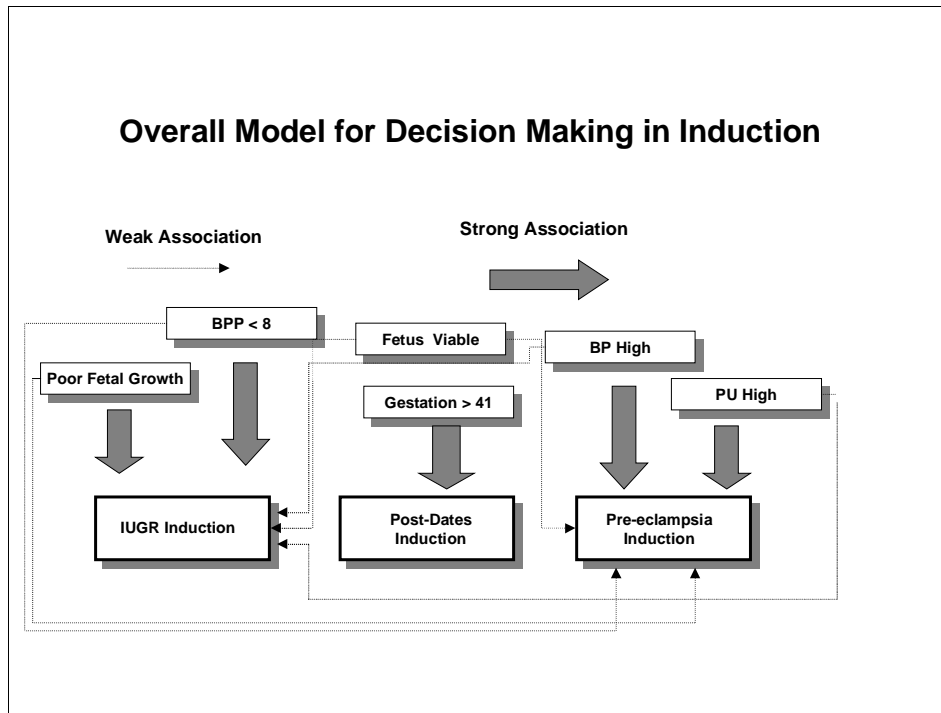 Overall Model for Decision Making in Induction
Weak Association
Strong Association
BPP < 8
Fetus Viable
BP High
Poor Fetal Growth
Gestation > 41
PU High
IUGR Induction
Post-Dates
Induction
Pre-eclampsia
Induction